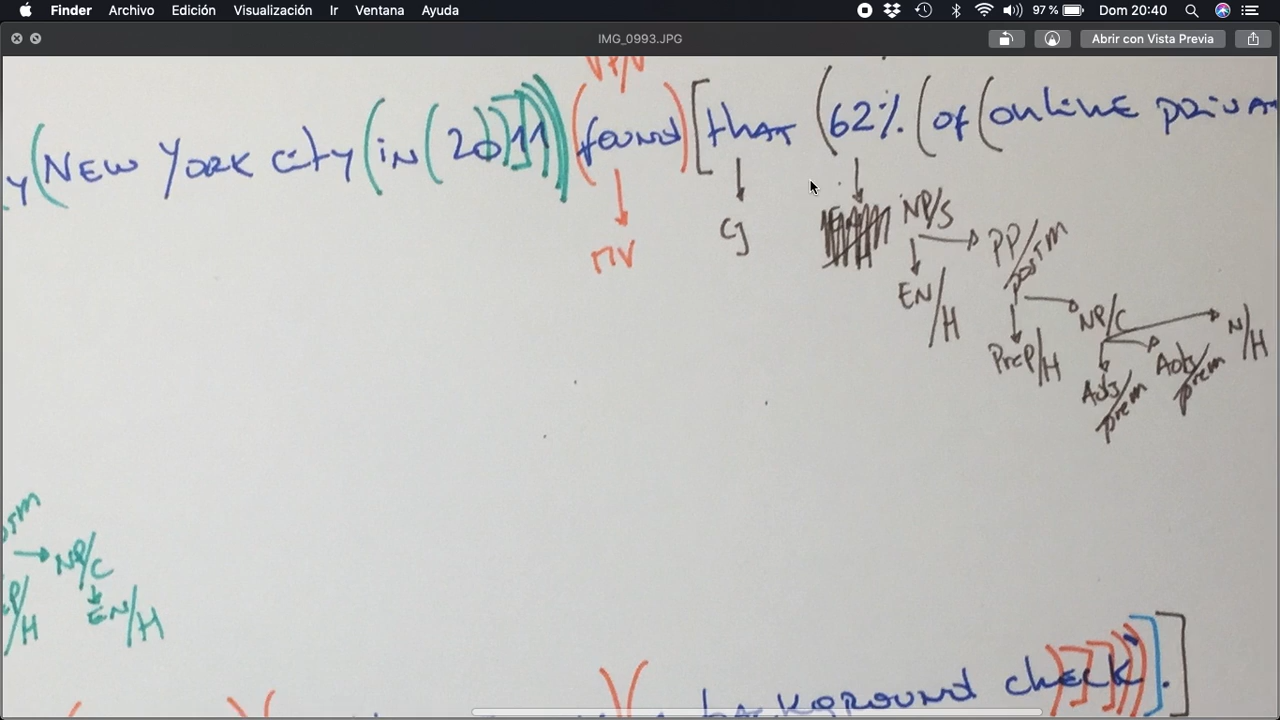 Finder Archivo Edición Visualización Ir Ventana Ayuda 97 % Dom 20:40
IMG_0993.JPG
Abrir con Vista Previa
VP/V
y (New York City (in (2011)]])) (found) [that (62% (of (online privat
MV
CJ
NP/S
PP/postm
EN/H
NP/C
N/H
PreP/H
Adj/prem
Adj/prem
NP/C
EN/H
P/H
background check)]]]))]].]